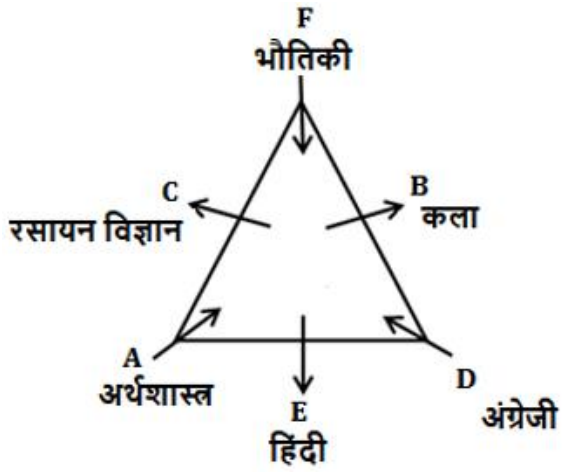 F
भौतिकी
C
रसायन विज्ञान
B
कला
A
अर्थशास्त्र
E
हिंदी
D
अंग्रेजी